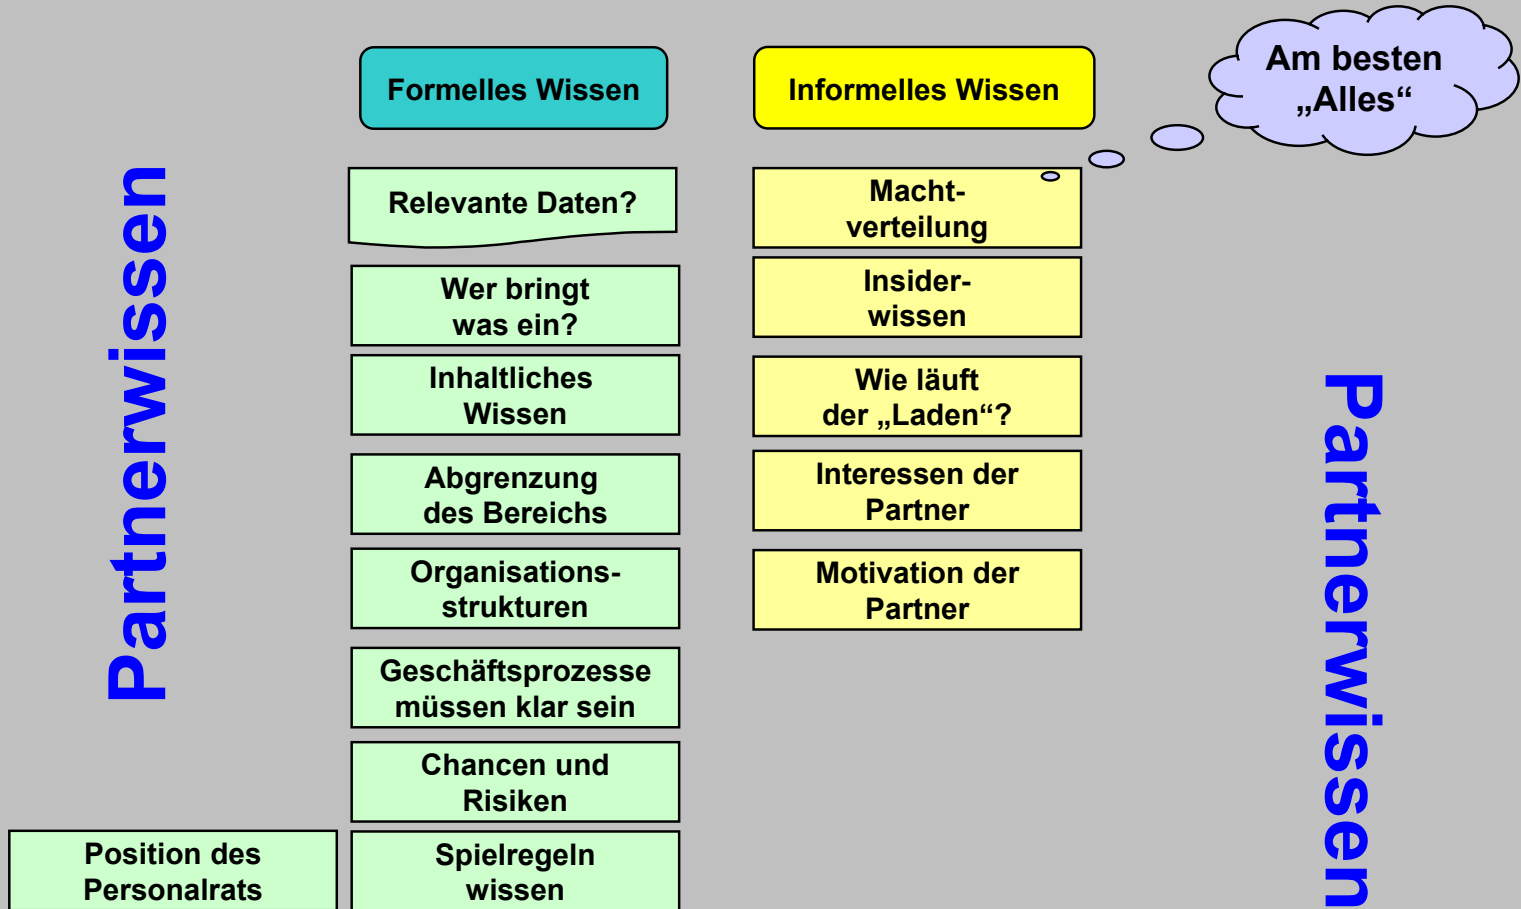 Formelles Wissen
Informelles Wissen
Am besten
„Alles“
Partnerwissen
Relevante Daten?
Wer bringt
was ein?
Inhaltliches
Wissen
Abgrenzung
des Bereichs
Organisations-
strukturen
Geschäftsprozesse
müssen klar sein
Chancen und
Risiken
Position des
Personalrats
Spielregeln
wissen
Macht-
verteilung
Insider-
wissen
Wie läuft
der „Laden“?
Interessen der
Partner
Motivation der
Partner
Partnerwissen